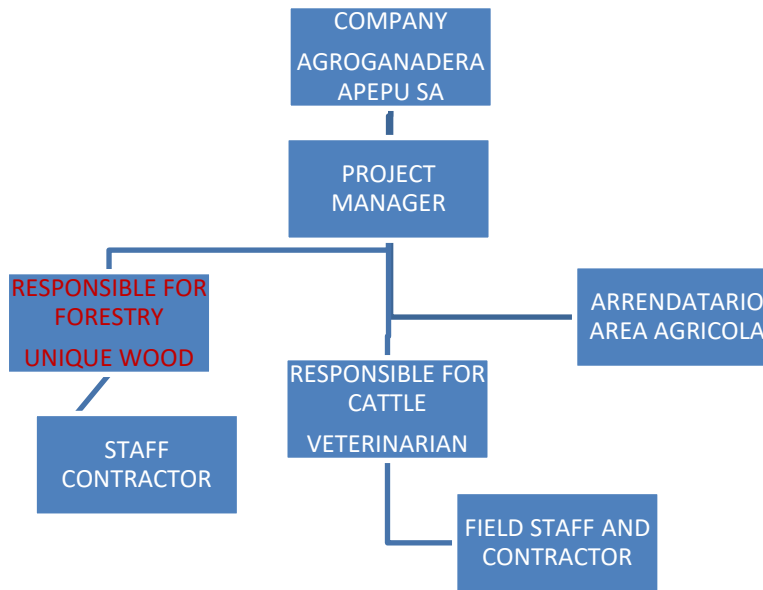 COMPANY
AGROGANADERA
APEPU SA
PROJECT
MANAGER
RESPONSIBLE FOR
FORESTRY
UNIQUE WOOD
ARRENDATARIO
AREA AGRICOLA
RESPONSIBLE FOR
CATTLE
VETERINARIAN
STAFF
CONTRACTOR
FIELD STAFF AND
CONTRACTOR